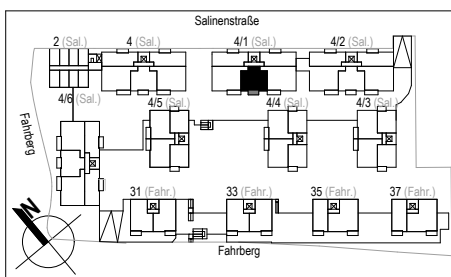 Salinenstraße
2 (Sal.) 4 (Sal.) 4/1 (Sal.) 4/2 (Sal.)
4/6 (Sal.) 4/5 (Sal.) 4/4 (Sal.) 4/3 (Sal.)
Fahrberg
31 (Fahr.) 33 (Fahr.) 35 (Fahr.) 37 (Fahr.)
N
Fahrberg